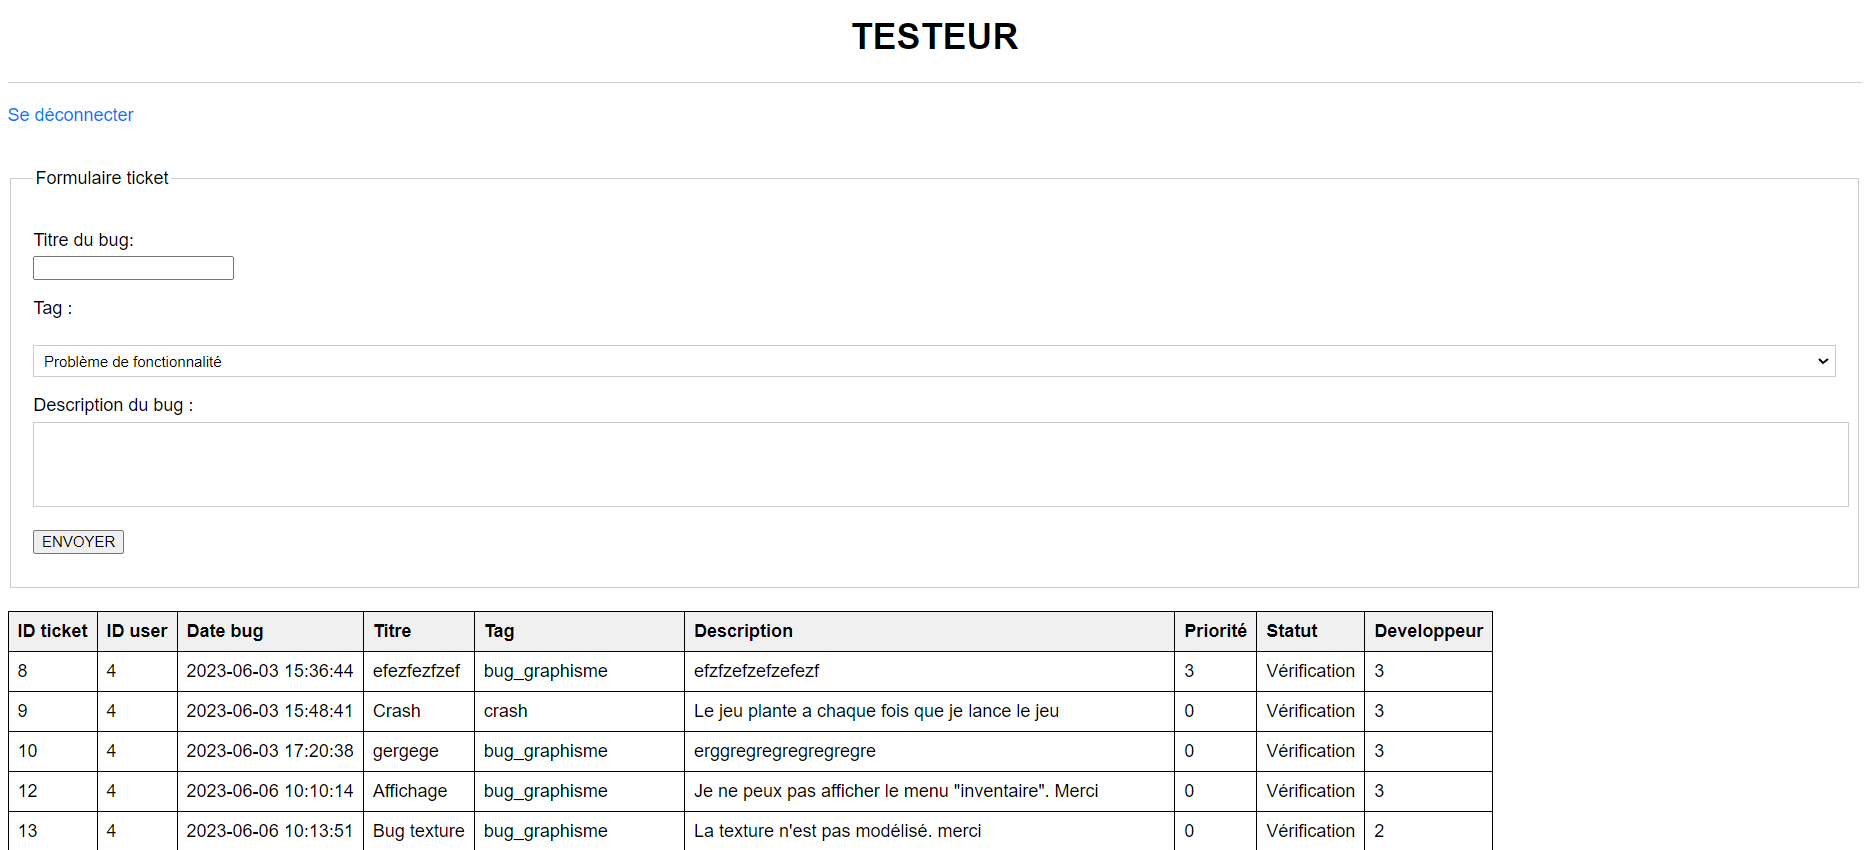 TESTEUR
Se déconnecter
Formulaire ticket
Titre du bug:
Tag :
Problème de fonctionnalité
Description du bug :
ENVOYER
ID ticket ID user Date bug Titre Tag Description Priorité Statut Developpeur
8 4 2023-06-03 15:36:44 efezfezfzef bug_graphisme efzfzefzefzefezf 3 Vérification 3
9 4 2023-06-03 15:48:41 Crash crash Le jeu plante a chaque fois que je lance le jeu 0 Vérification 3
10 4 2023-06-03 17:20:38 gergege bug_graphisme erggregregregregregre 0 Vérification 3
12 4 2023-06-06 10:10:14 Affichage bug_graphisme Je ne peux pas afficher le menu "inventaire". Merci 0 Vérification 3
13 4 2023-06-06 10:13:51 Bug texture bug_graphisme La texture n'est pas modélisé. merci 0 Vérification 2